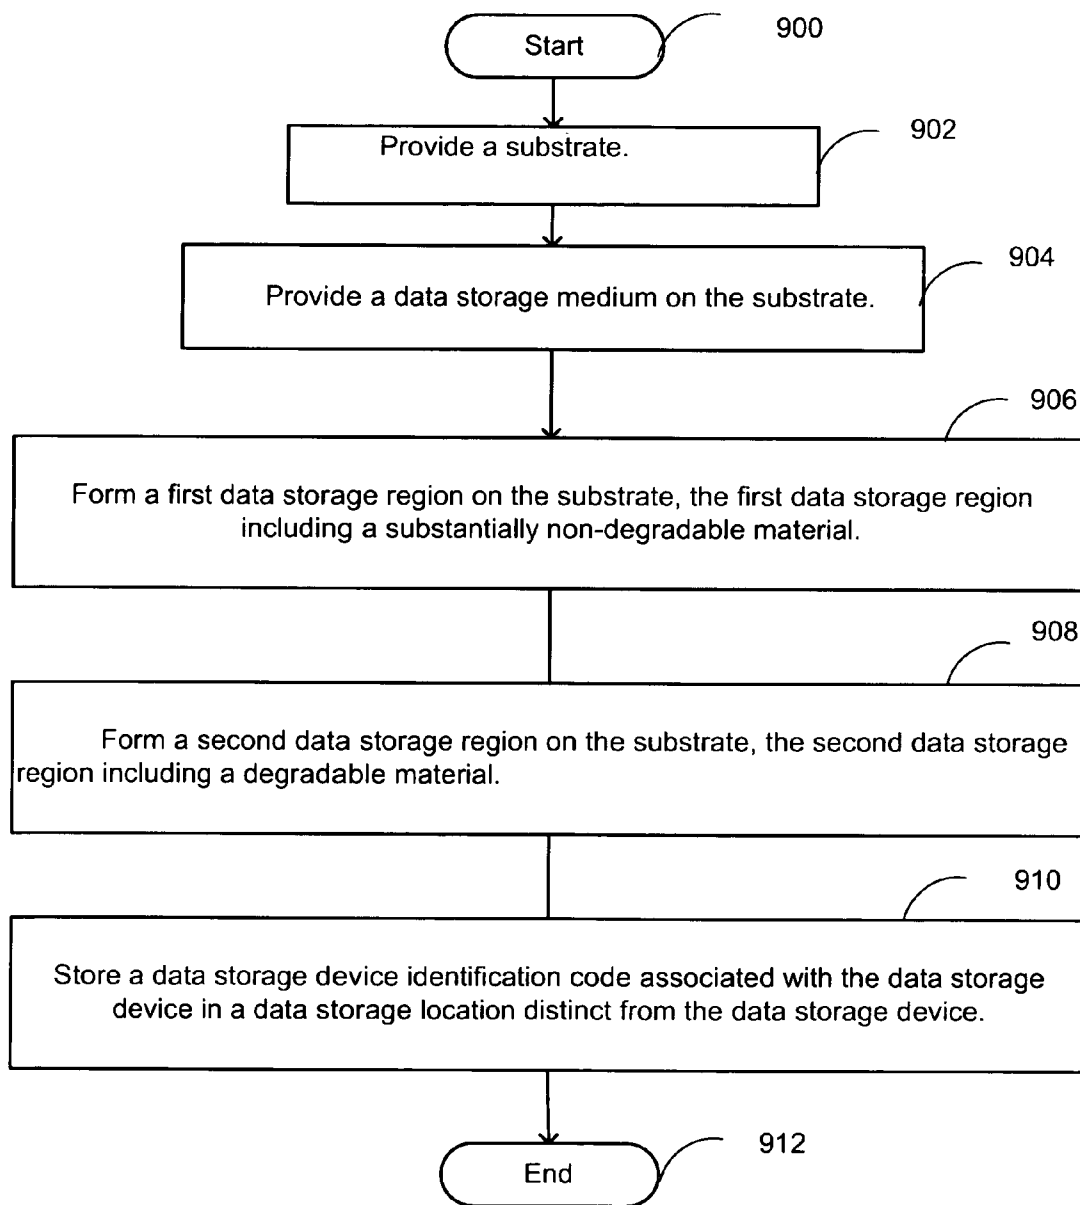 Start
900
Provide a substrate.
902
Provide a data storage medium on the substrate.
904
906
Form a first data storage region on the substrate, the first data storage region
including a substantially non-degradable material.
908
Form a second data storage region on the substrate, the second data storage
region including a degradable material.
910
Store a data storage device identification code associated with the data storage
device in a data storage location distinct from the data storage device.
End
912